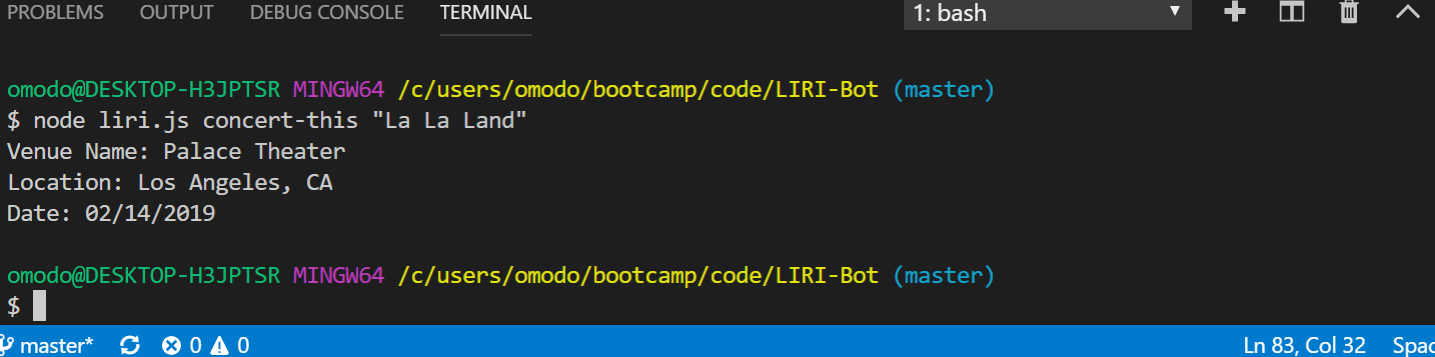 PROBLEMS OUTPUT DEBUG CONSOLE TERMINAL 1: bash
omodo@DESKTOP-H3JPTSR MINGW64 /c/users/omodo/bootcamp/code/LIRI-Bot (master)
$ node liri.js concert-this "La La Land"
Venue Name: Palace Theater
Location: Los Angeles, CA
Date: 02/14/2019
omodo@DESKTOP-H3JPTSR MINGW64 /c/users/omodo/bootcamp/code/LIRI-Bot (master)
$
master* 0 0 Ln 83, Col 32 Spac